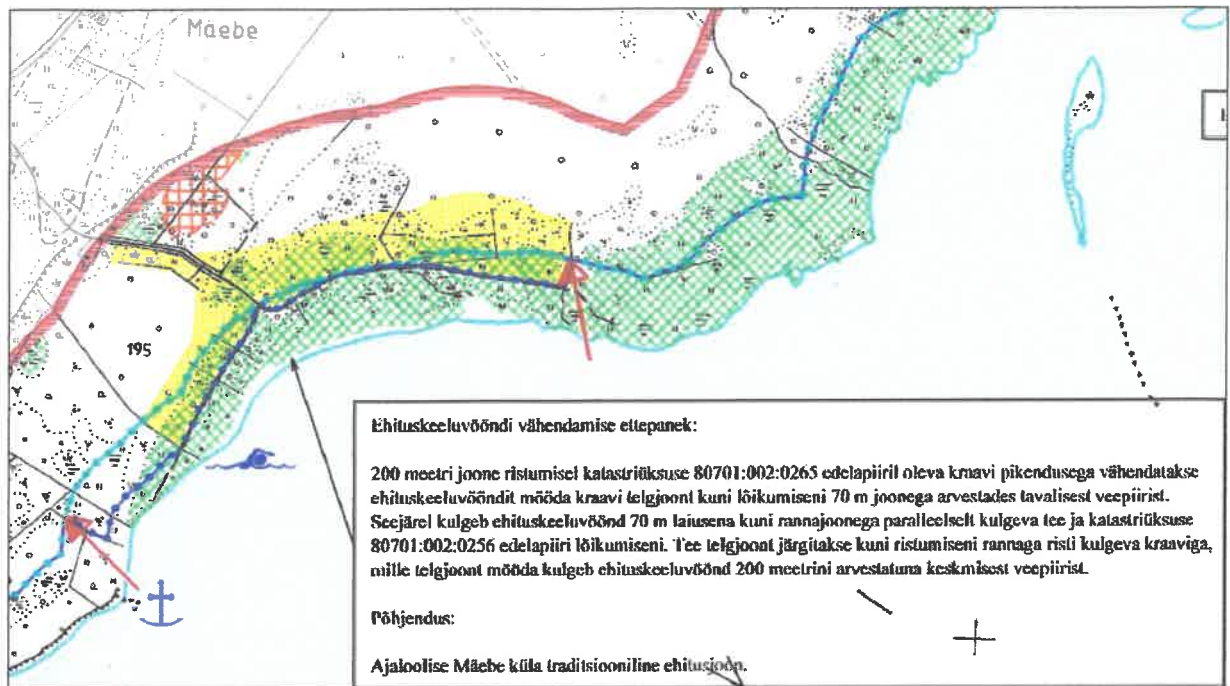 Mäebe
195
Ehituskeeluvööndi vähendamise ettepanek:
200 meetri joone ristumisel katastriüksuse 80701:002:0265 edelapiiril oleva kraavi pikendusega vähendatakse
ehituskeeluvööndit mööda kraavi telgjoont kuni lõikumiseni 70 m joonega arvestades tavalisest veepiirist.
Seejärel kulgeb ehituskeeluvöönd 70 m laiusena kuni rannajoonega paralleelselt kulgeva tee ja katastriüksuse
80701:002:0256 edelapiiri lõikumiseni. Tee telgjoont järgitakse kuni ristumiseni rannaga risti kulgeva kraaviga,
mille telgjoont mööda kulgeb ehituskeeluvöönd 200 meetrini arvestatuna keskmisest veepiirist.
Põhjendus:
Ajaloolise Mäebe küla traditsiooniline ehitusjoon.